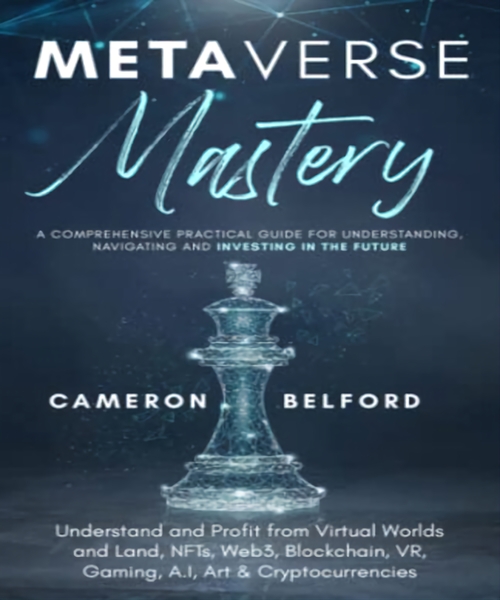 METAVERSE
Mastery
A COMPREHENSIVE PRACTICAL GUIDE FOR UNDERSTANDING,
NAVIGATING AND INVESTING IN THE FUTURE
CAMERON BELFORD
Understand and Profit from Virtual Worlds
and Land, NFTs, Web3, Blockchain, VR,
Gaming, A.I, Art & Cryptocurrencies